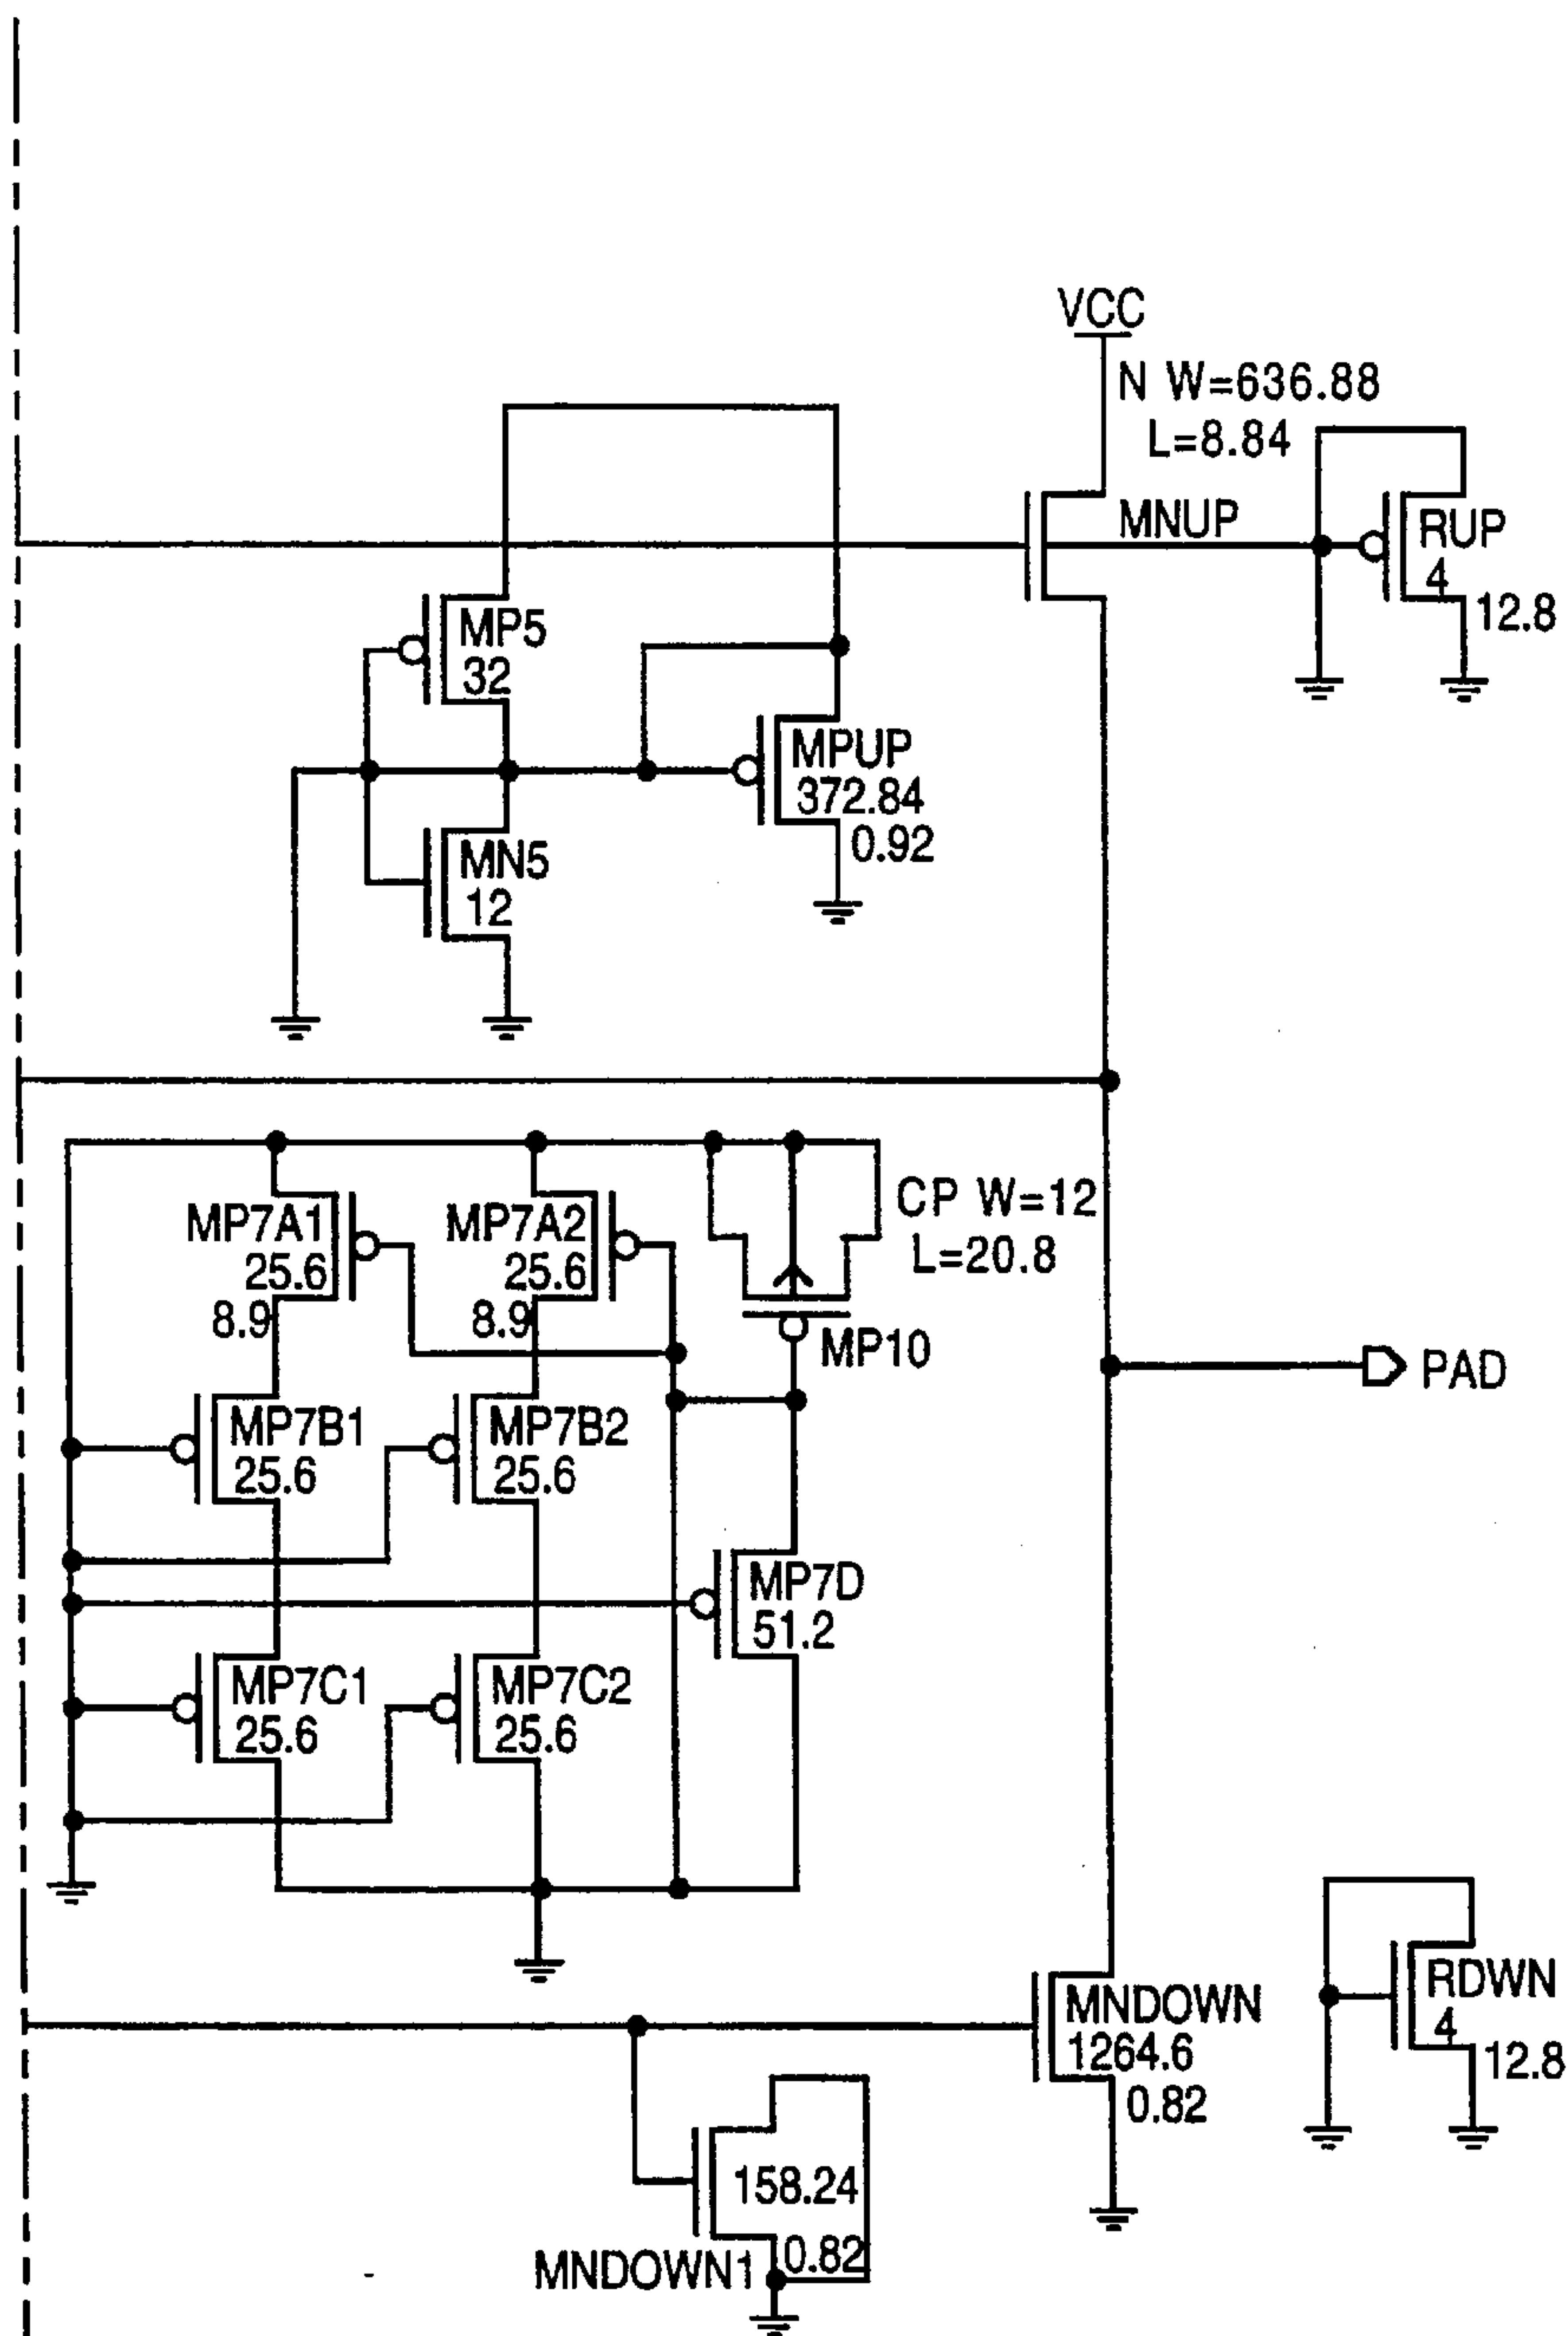 VCC
N W=636.88
L=8.84
MNUP
RUP
4
12.8
MP5
32
MPUP
372.84
0.92
MN5
12
MP7A1
25.6
8.9
MP7A2
25.6
8.9
CP W=12
L=20.8
MP10
PAD
MP7B1
25.6
MP7B2
25.6
MP7D
51.2
MP7C1
25.6
MP7C2
25.6
MNDOWN
1264.6
0.82
RDWN
4
12.8
158.24
0.82
MNDOWN1